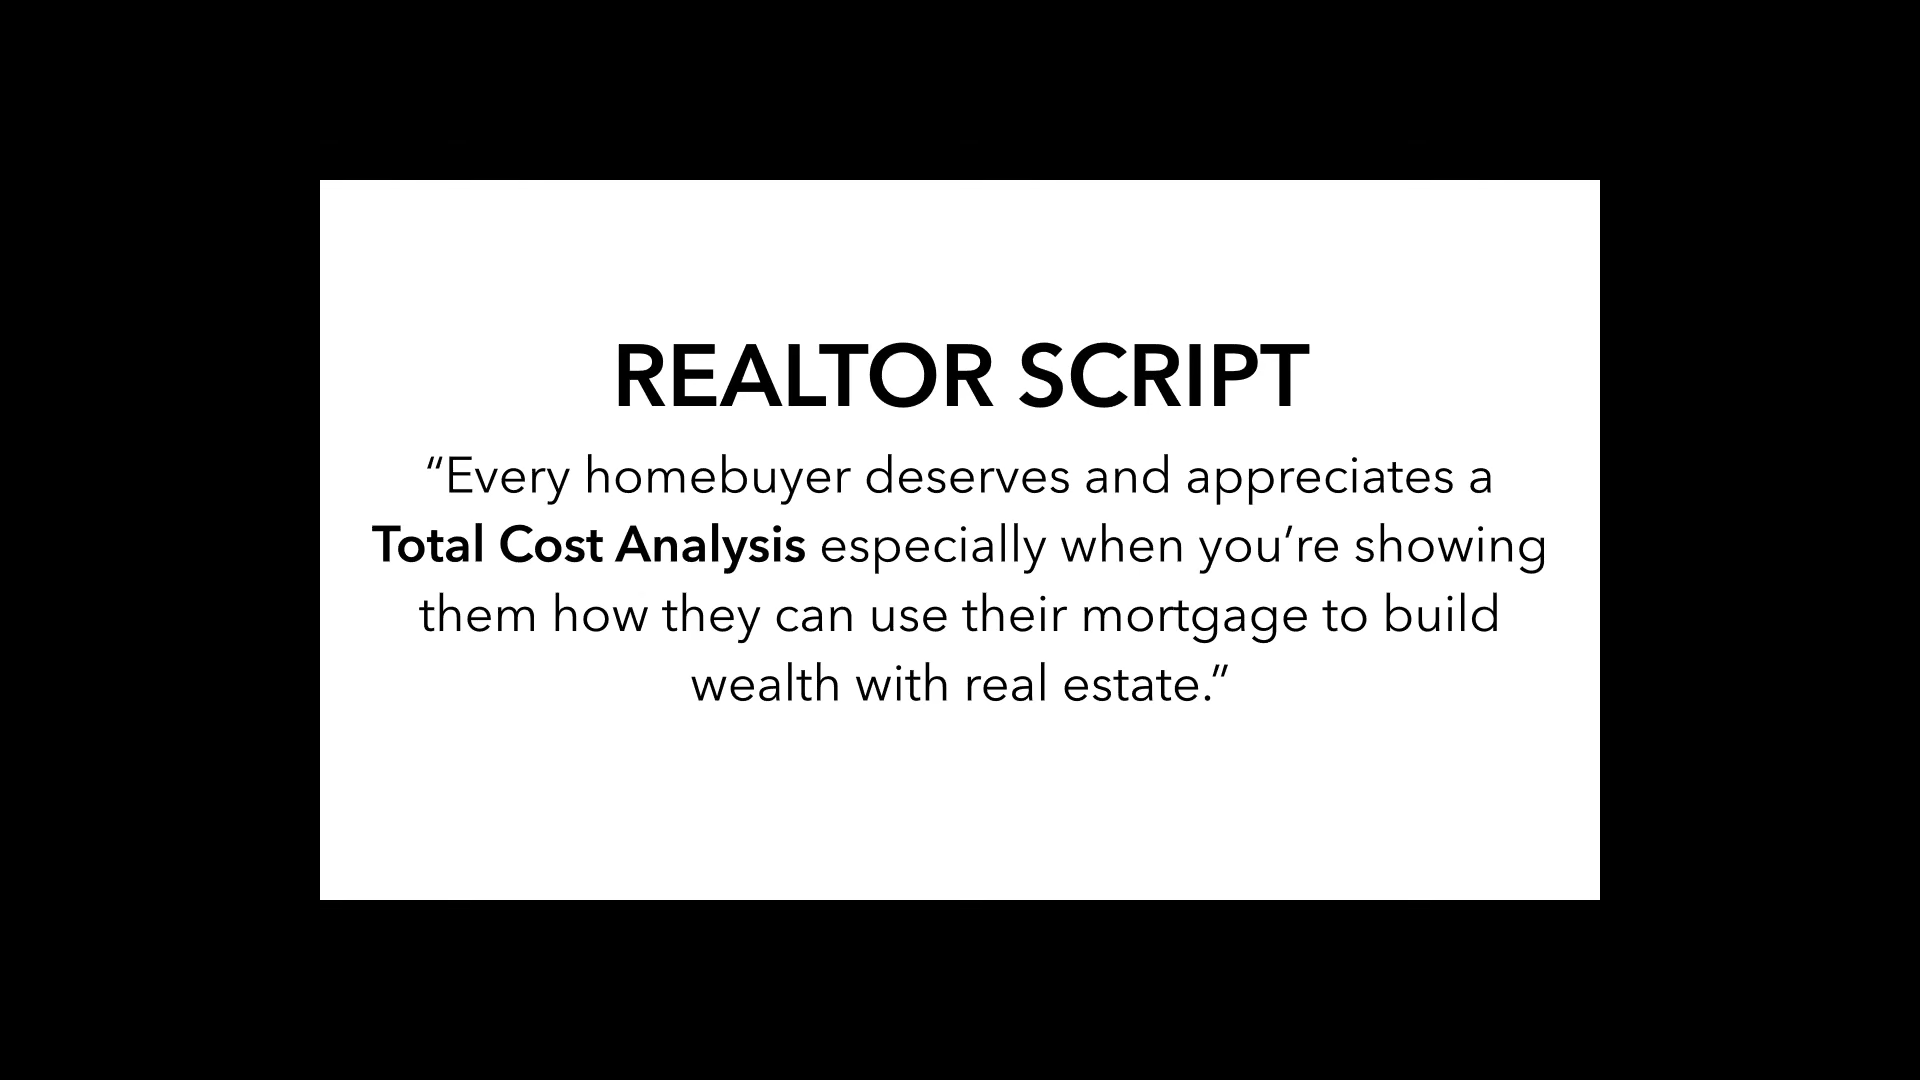 REALTOR SCRIPT
“Every homebuyer deserves and appreciates a
Total Cost Analysis especially when you’re showing
them how they can use their mortgage to build
wealth with real estate.”